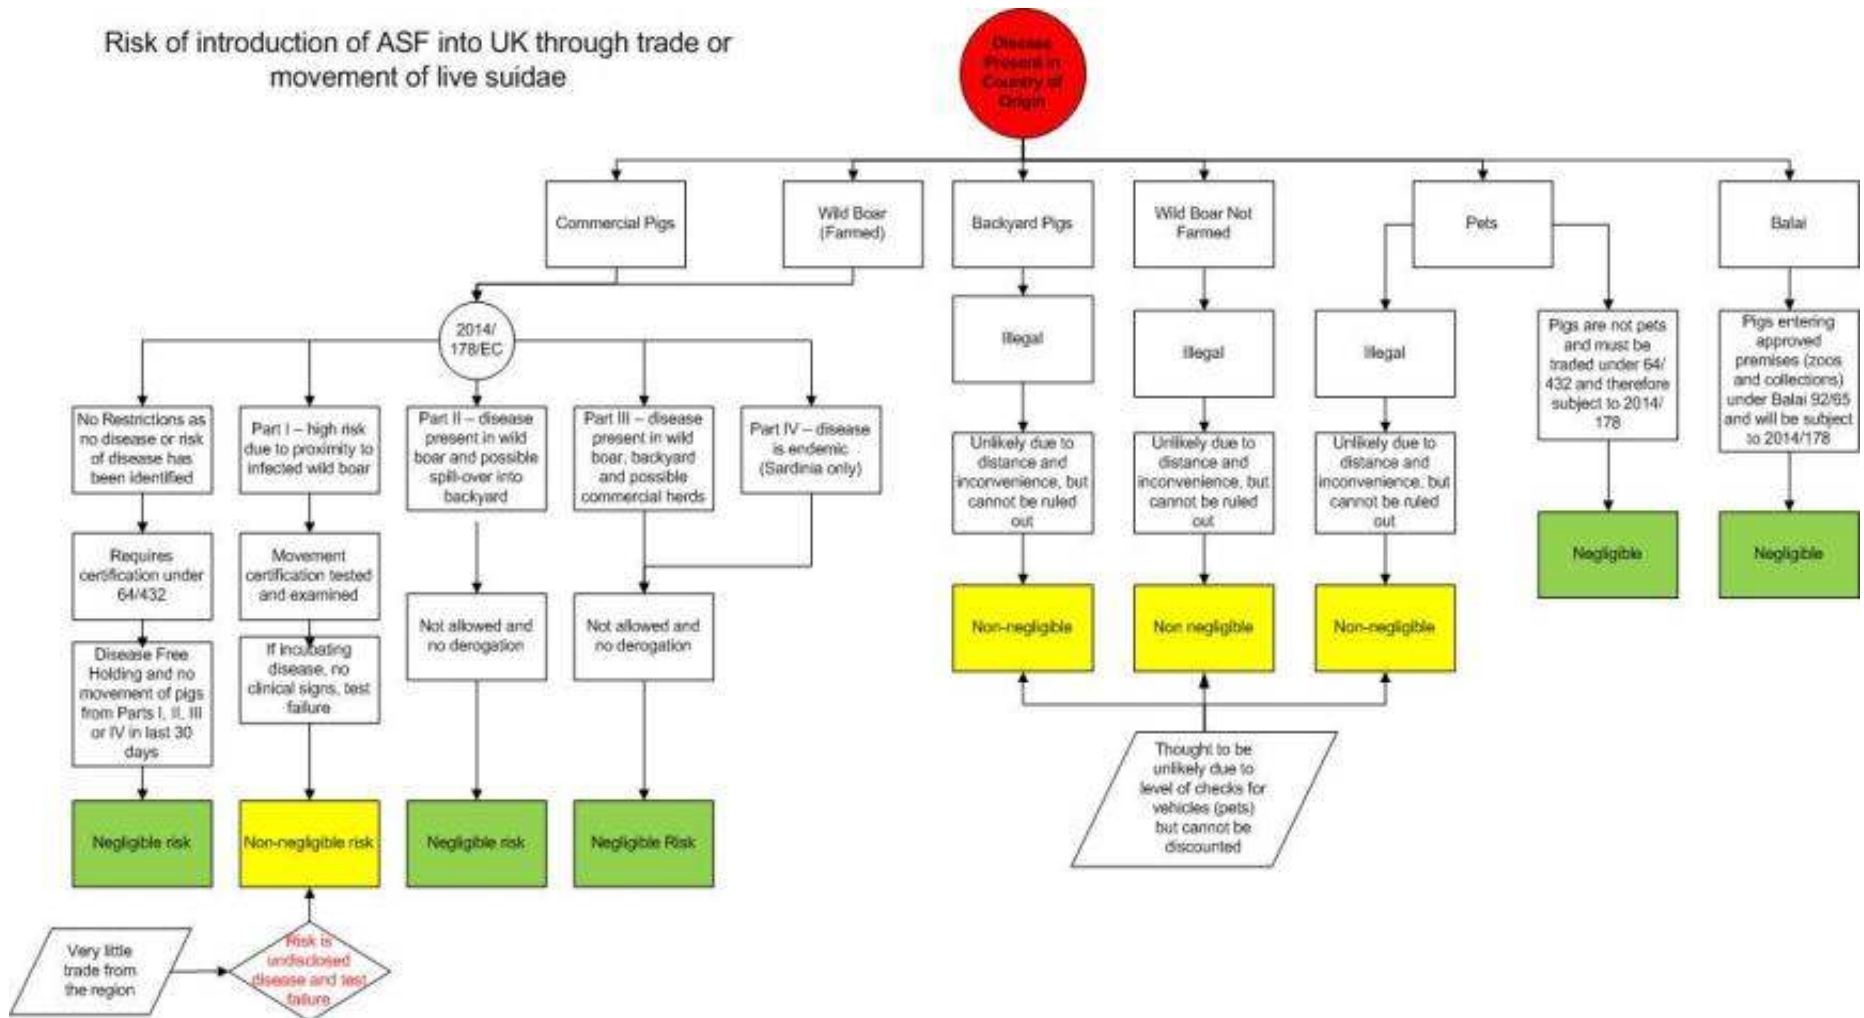 Risk of introduction of ASF into UK through trade or
movement of live suidae
Disease
Present in
Country of
Origin
Commercial Pigs
Wild Boar
(Farmed)
Backyard Pigs
Wild Boar Not
Farmed
Pets
Balai
2014/
178/EC
Illegal
Illegal
Illegal
Pigs are not pets
and must be
traded under 64/
432 and therefore
subject to 2014/
178
Pigs entering
approved
premises (zoos
and collections)
under Balai 92/65
and will be subject
to 2014/178
No Restrictions as
no disease or risk
of disease has
been identified
Part I – high risk
due to proximity to
infected wild boar
Part II – disease
present in wild
boar and possible
spill-over into
backyard
Part III – disease
present in wild
boar, backyard
and possible
commercial herds
Part IV – disease
is endemic
(Sardinia only)
Unlikely due to
distance and
inconvenience, but
cannot be ruled
out
Unlikely due to
distance and
inconvenience, but
cannot be ruled
out
Unlikely due to
distance and
inconvenience, but
cannot be ruled
out
Negligible
Negligible
Requires
certification under
64/432
Movement
certification tested
and examined
Not allowed and
no derogation
Not allowed and
no derogation
Non-negligible
Non negligible
Non-negligible
Disease Free
Holding and no
movement of pigs
from Parts I, II, III
or IV in last 30
days
If incubating
disease, no
clinical signs, test
failure
Thought to be
unlikely due to
level of checks for
vehicles (pets)
but cannot be
discounted
Negligible risk
Non-negligible risk
Negligible risk
Negligible Risk
Very little
trade from
the region
Risk is
undisclosed
disease and test
failure